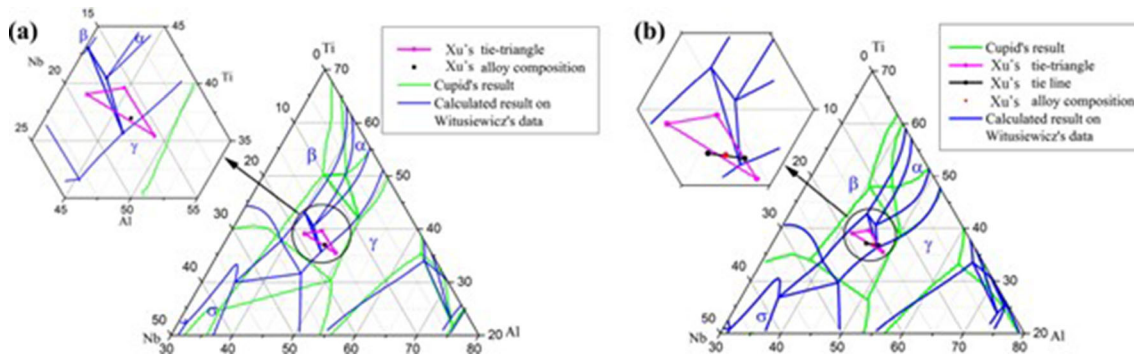 (a)
15
45
β
α
Nb
20
Ti
40
25
γ
35
45
50
55
Al
Xu's tie-triangle
Xu's alloy composition
Cupid's result
Calculated result on
Witusiewicz's data
Ti
0
70
10
60
β
α
20
50
30
40
γ
40
30
σ
50
20
Nb
Al
30
40
50
60
70
80
(b)
Cupid's result
Xu's tie-triangle
Xu's tie line
Xu's alloy composition
Calculated result on
Witusiewicz's data
Ti
0
70
10
60
20
β
α
50
30
40
γ
40
30
σ
50
20
Nb
Al
30
40
50
60
70
80